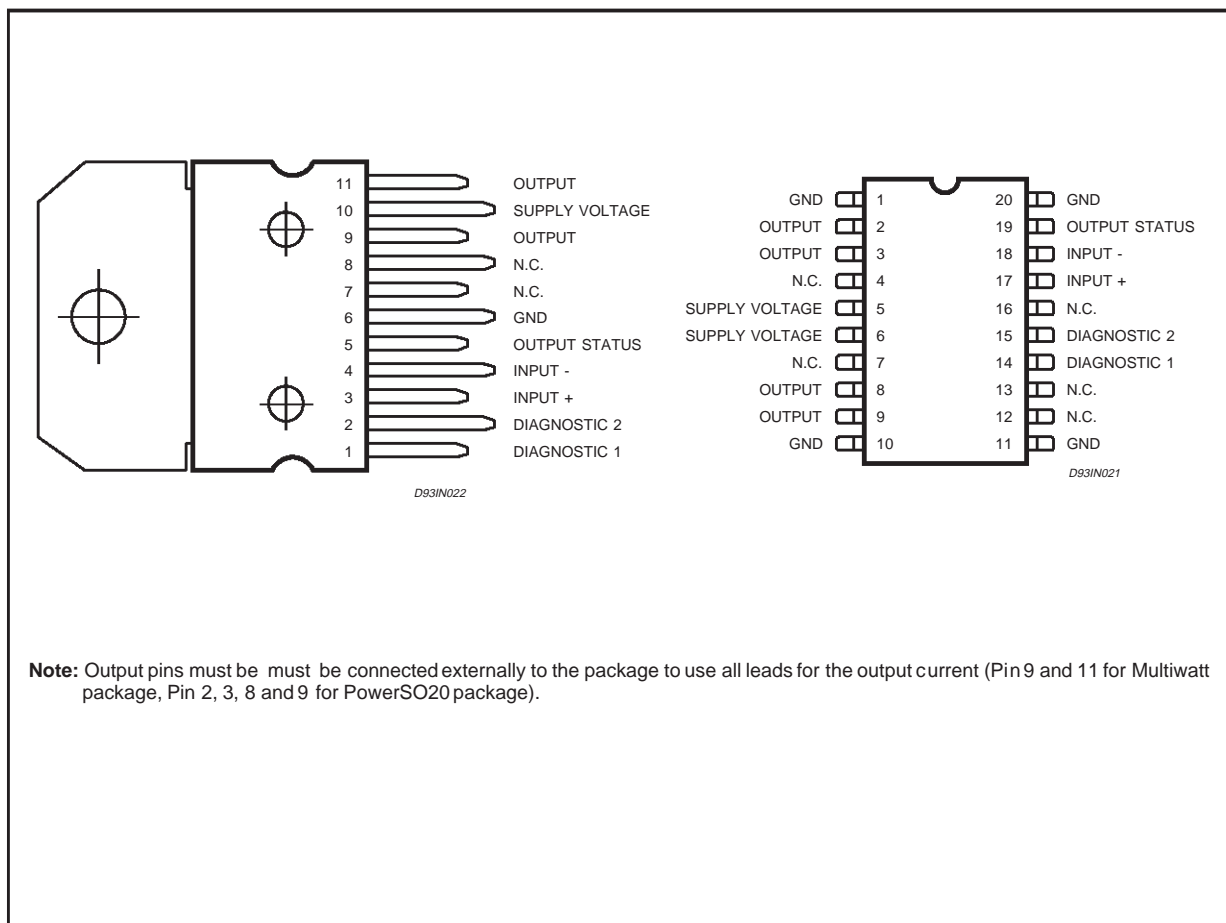 11 OUTPUT
10 SUPPLY VOLTAGE
9 OUTPUT
8 N.C.
7 N.C.
6 GND
5 OUTPUT STATUS
4 INPUT -
3 INPUT +
2 DIAGNOSTIC 2
1 DIAGNOSTIC 1
D93IN022
GND 1 20 GND
OUTPUT 2 19 OUTPUT STATUS
OUTPUT 3 18 INPUT -
N.C. 4 17 INPUT +
SUPPLY VOLTAGE 5 16 N.C.
SUPPLY VOLTAGE 6 15 DIAGNOSTIC 2
N.C. 7 14 DIAGNOSTIC 1
OUTPUT 8 13 N.C.
OUTPUT 9 12 N.C.
GND 10 11 GND
D93IN021
Note: Output pins must be must be connected externally to the package to use all leads for the output current (Pin 9 and 11 for Multiwatt
package, Pin 2, 3, 8 and 9 for PowerSO20 package).